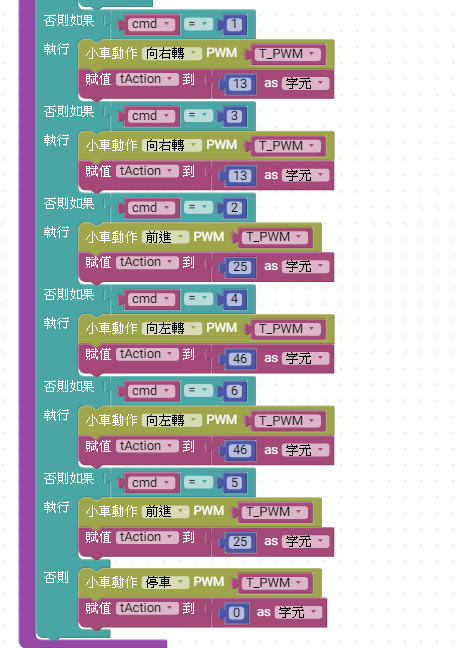 否則如果 cmd = 1
執行 小車動作 向右轉 PWM T_PWM
賦值 tAction 到 13 as 字元
否則如果 cmd = 3
執行 小車動作 向右轉 PWM T_PWM
賦值 tAction 到 13 as 字元
否則如果 cmd = 2
執行 小車動作 前進 PWM T_PWM
賦值 tAction 到 25 as 字元
否則如果 cmd = 4
執行 小車動作 向左轉 PWM T_PWM
賦值 tAction 到 46 as 字元
否則如果 cmd = 6
執行 小車動作 向左轉 PWM T_PWM
賦值 tAction 到 46 as 字元
否則如果 cmd = 5
執行 小車動作 前進 PWM T_PWM
賦值 tAction 到 25 as 字元
否則 小車動作 停車 PWM T_PWM
賦值 tAction 到 0 as 字元